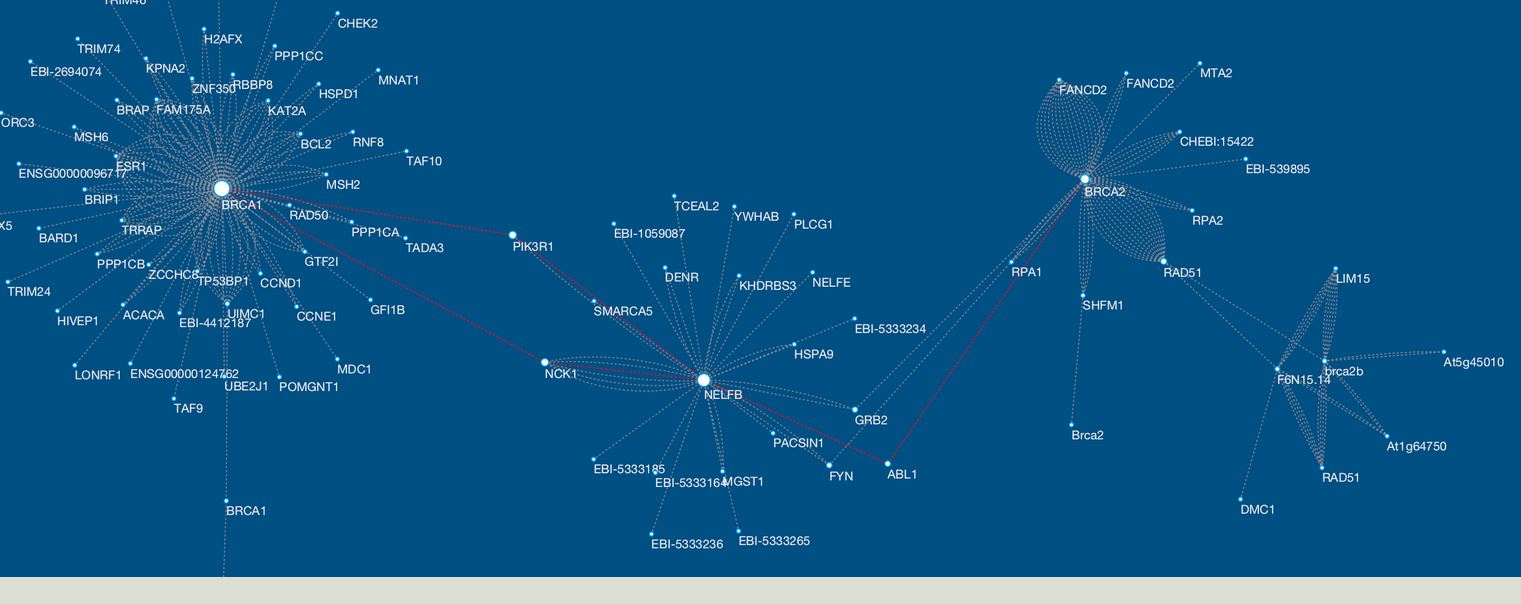 TRIM46
CHEK2
H2AFX
TRIM74
PPP1CC
EBI-2694074
KPNA2
MNAT1
ZNF350
RBBP8
HSPD1
BRAP
FAM175A
KAT2A
ORC3
MSH6
BCL2
RNF8
TAF10
ENSG00000096717
ESR1
MSH2
BRIP1
BRCA1
RAD50
X5
BARD1
TRRAP
PPP1CA
TADA3
PIK3R1
PPP1CB
ZCCHC8
TP53BP1
GTF2I
CCND1
TRIM24
HIVEP1
ACACA
EBI-4412187
UIMC1
CCNE1
GFI1B
LONRF1
ENSG00000124762
UBE2J1
POMGNT1
MDC1
TAF9
BRCA1
TCEAL2
YWHAB
PLCG1
EBI-1059087
DENR
KHDRBS3
NELFE
SMARCA5
EBI-5333234
HSPA9
NCK1
NELFB
GRB2
PACSIN1
EBI-5333185
EBI-5333164
MGST1
FYN
ABL1
EBI-5333236
EBI-5333265
FANCD2
FANCD2
MTA2
CHEBI:15422
EBI-539895
BRCA2
RPA2
RPA1
RAD51
SHFM1
Brca2
LIM15
F6N15.14
brca2b
At5g45010
At1g64750
RAD51
DMC1